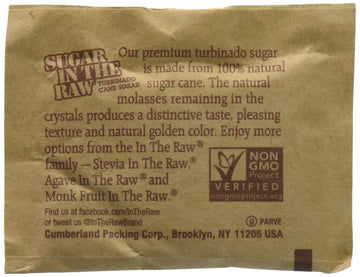 SUGAR
IN THE
RAW®
TURBINADO
CANE SUGAR
Our premium turbinado sugar
is made from 100% natural
sugar cane. The natural
molasses remaining in the
crystals produces a distinctive taste, pleasing
texture and natural golden color. Enjoy more
options from the In The Raw®
family – Stevia In The Raw,®
Agave In The Raw® and
Monk Fruit In The Raw.®
NON
GMO
Project
VERIFIED
nongmoproject.org
Find us at facebook.com/InTheRaw
or tweet us @InTheRawBrand
U PARVE
Cumberland Packing Corp., Brooklyn, NY 11205 USA